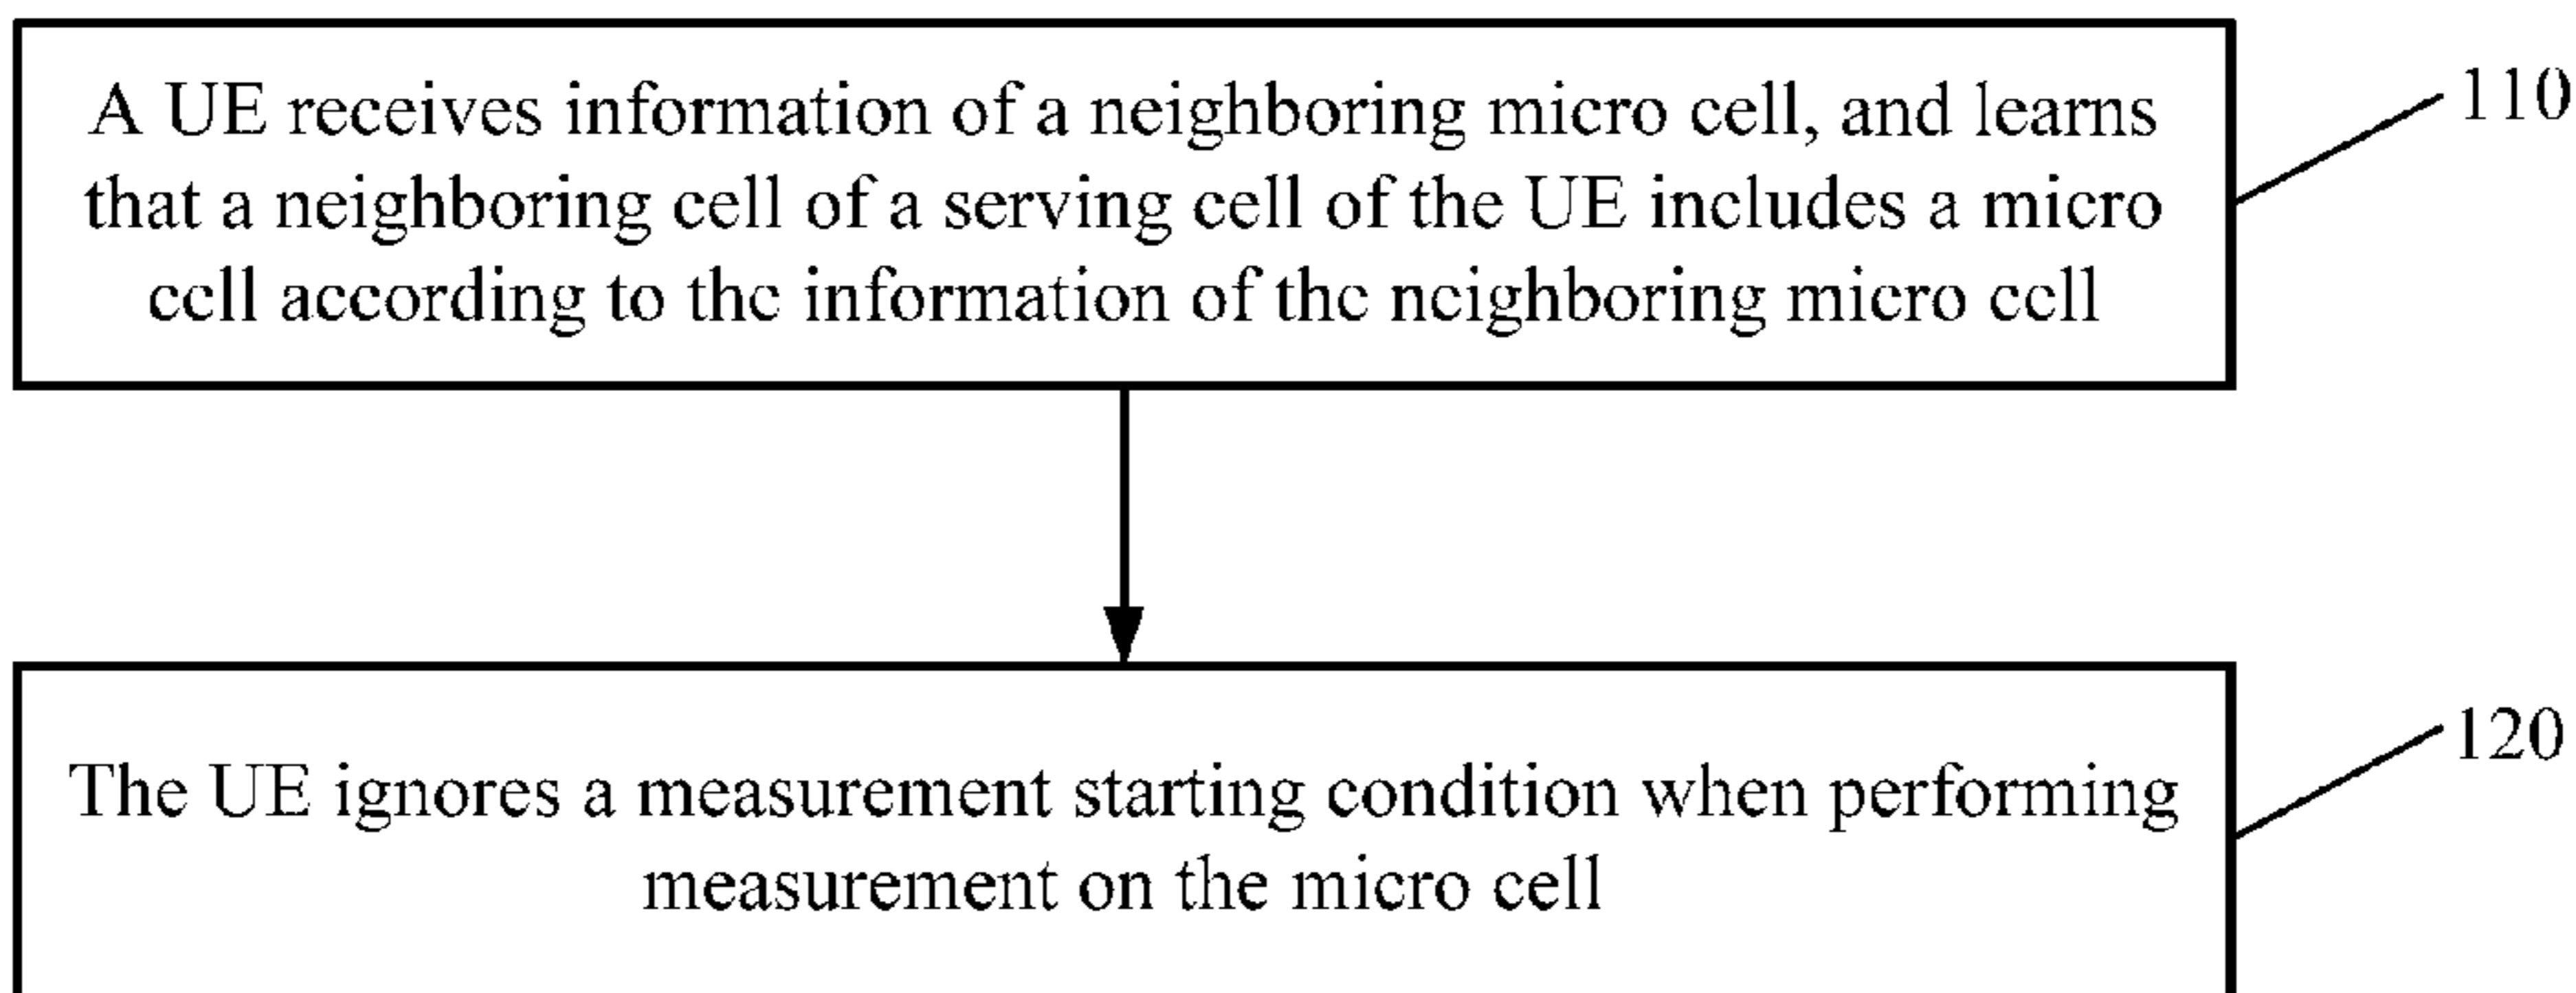 A UE receives information of a neighboring micro cell, and learns
110
that a neighboring cell of a serving cell of the UE includes a micro
cell according to the information of the neighboring micro cell
120
The UE ignores a measurement starting condition when performing
measurement on the micro cell